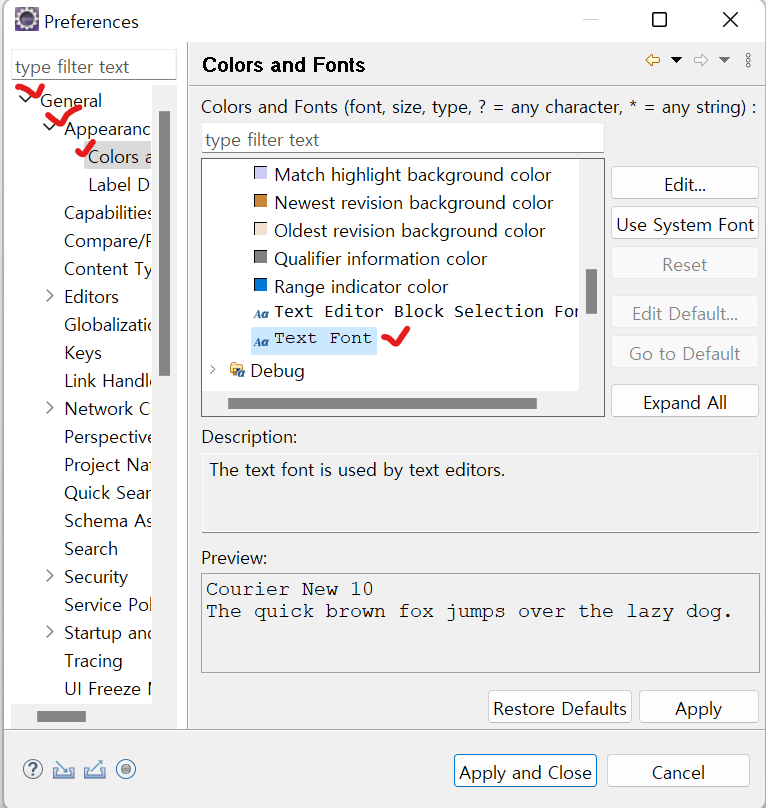 Preferences
type filter text
General
Appearanc
Colors a
Label D
Capabilities
Compare/P
Content Ty
Editors
Globalizatio
Keys
Link Handle
Network C
Perspective
Project Nat
Quick Sear
Schema As
Search
Security
Service Pol
Startup and
Tracing
UI Freeze M
Colors and Fonts
Colors and Fonts (font, size, type, ? = any character, * = any string) :
type filter text
Match highlight background color
Newest revision background color
Oldest revision background color
Qualifier information color
Range indicator color
Aa Text Editor Block Selection Fon
Aa Text Font
Debug
Edit...
Use System Font
Reset
Edit Default...
Go to Default
Expand All
Description:
The text font is used by text editors.
Preview:
Courier New 10
The quick brown fox jumps over the lazy dog.
Restore Defaults
Apply
Apply and Close
Cancel